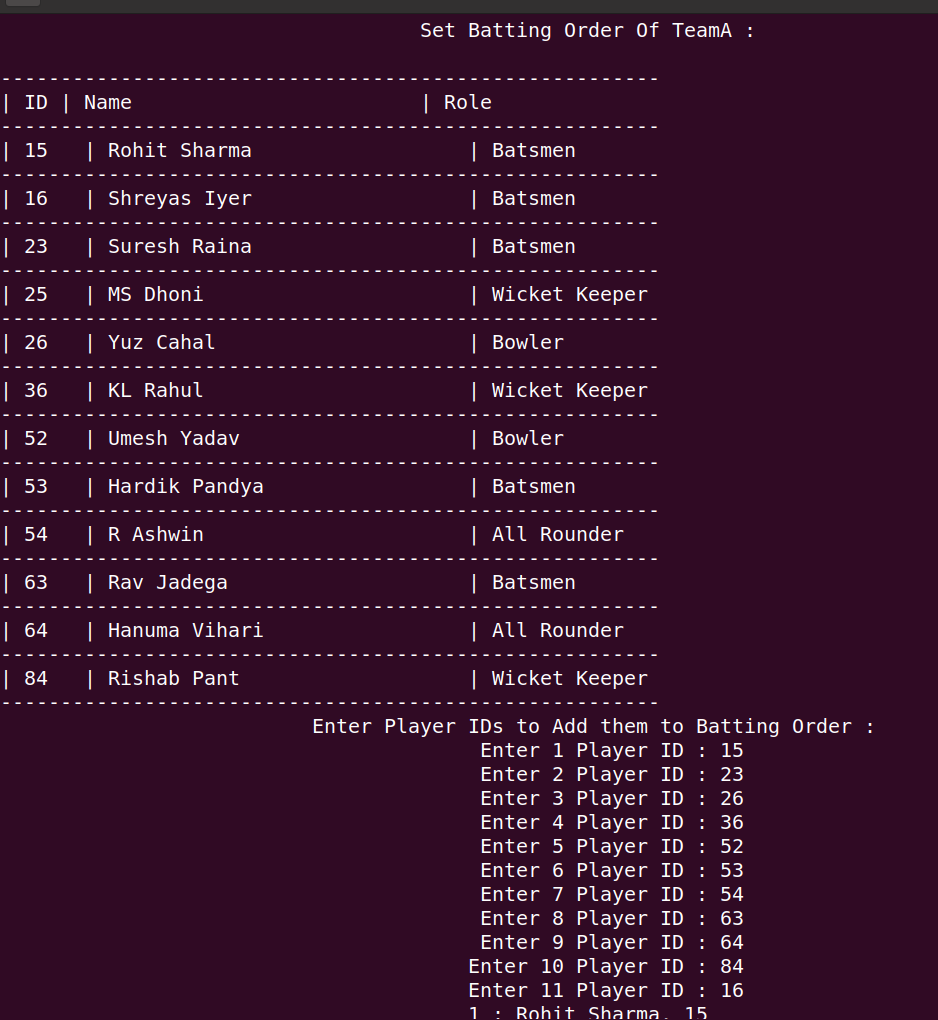 Set Batting Order Of TeamA :
-------------------------------------------------------
| ID | Name | Role
-------------------------------------------------------
| 15 | Rohit Sharma | Batsmen
-------------------------------------------------------
| 16 | Shreyas Iyer | Batsmen
-------------------------------------------------------
| 23 | Suresh Raina | Batsmen
-------------------------------------------------------
| 25 | MS Dhoni | Wicket Keeper
-------------------------------------------------------
| 26 | Yuz Cahal | Bowler
-------------------------------------------------------
| 36 | KL Rahul | Wicket Keeper
-------------------------------------------------------
| 52 | Umesh Yadav | Bowler
-------------------------------------------------------
| 53 | Hardik Pandya | Batsmen
-------------------------------------------------------
| 54 | R Ashwin | All Rounder
-------------------------------------------------------
| 63 | Rav Jadega | Batsmen
-------------------------------------------------------
| 64 | Hanuma Vihari | All Rounder
-------------------------------------------------------
| 84 | Rishab Pant | Wicket Keeper
-------------------------------------------------------
Enter Player IDs to Add them to Batting Order :
Enter 1 Player ID : 15
Enter 2 Player ID : 23
Enter 3 Player ID : 26
Enter 4 Player ID : 36
Enter 5 Player ID : 52
Enter 6 Player ID : 53
Enter 7 Player ID : 54
Enter 8 Player ID : 63
Enter 9 Player ID : 64
Enter 10 Player ID : 84
Enter 11 Player ID : 16
1 : Rohit Sharma, 15